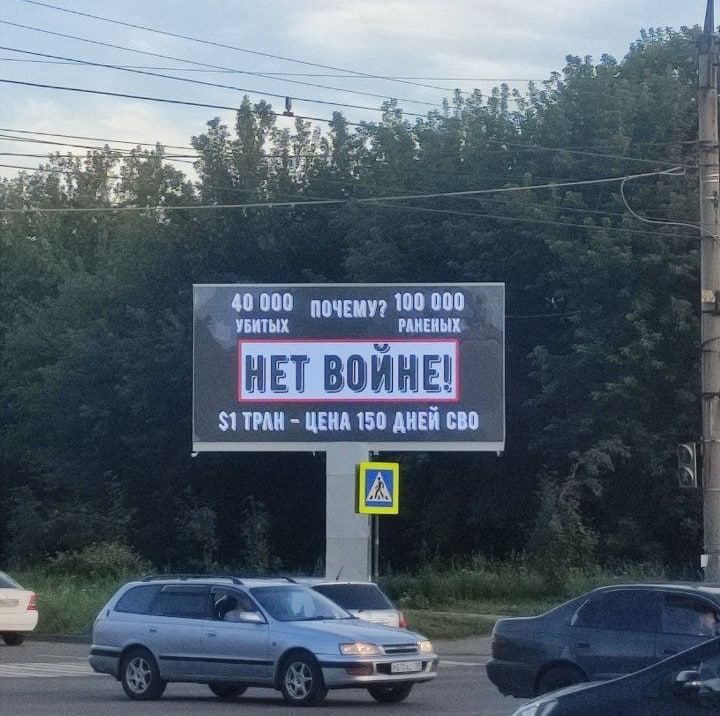 40 000 ПОЧЕМУ? 100 000
УБИТЫХ РАНЕНЫХ
НЕТ ВОЙНЕ!
$1 ТРЛН - ЦЕНА 150 ДНЕЙ СВО